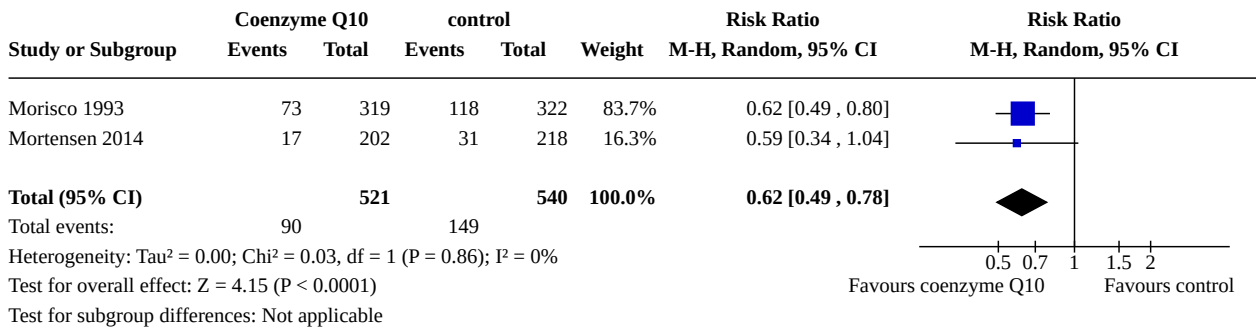 Coenzyme Q10 control Risk Ratio Risk Ratio
Study or Subgroup Events Total Events Total Weight M-H, Random, 95% CI M-H, Random, 95% CI
Morisco 1993 73 319 118 322 83.7% 0.62 [0.49 , 0.80]
Mortensen 2014 17 202 31 218 16.3% 0.59 [0.34 , 1.04]
Total (95% CI) 521 540 100.0% 0.62 [0.49 , 0.78]
Total events: 90 149
Heterogeneity: Tau² = 0.00; Chi² = 0.03, df = 1 (P = 0.86); I² = 0%
0.5 0.7 1 1.5 2
Test for overall effect: Z = 4.15 (P < 0.0001)
Favours coenzyme Q10 Favours control
Test for subgroup differences: Not applicable